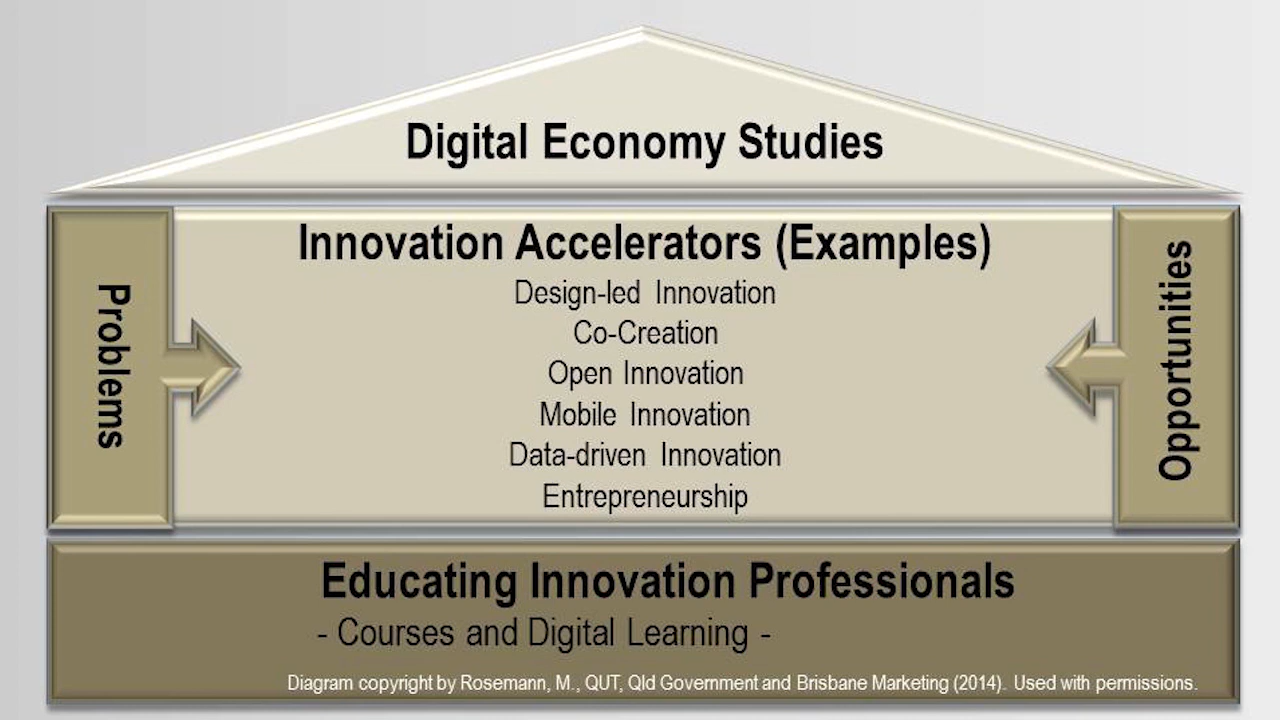 Digital Economy Studies
Problems
Innovation Accelerators (Examples)
Design-led Innovation
Co-Creation
Open Innovation
Mobile Innovation
Data-driven Innovation
Entrepreneurship
Opportunities
Educating Innovation Professionals
- Courses and Digital Learning -
Diagram copyright by Rosemann, M., QUT, Qld Government and Brisbane Marketing (2014). Used with permissions.